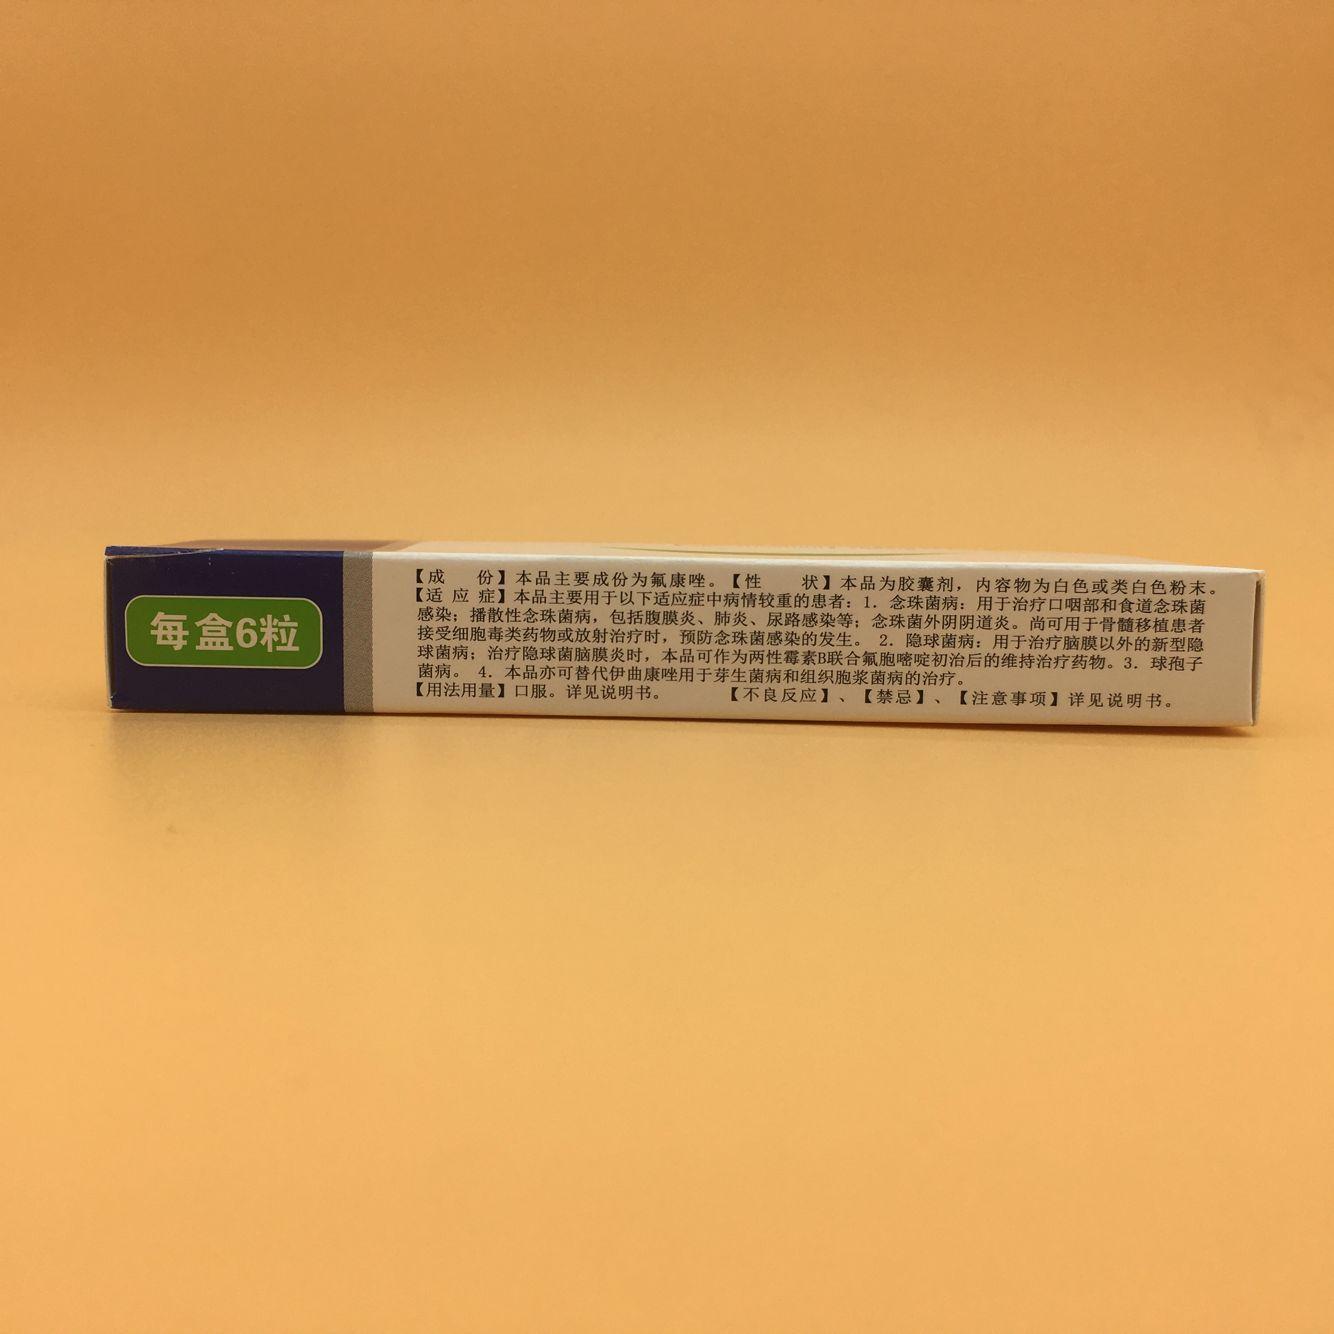 每盒6粒
【成 份】本品主要成份为氟康唑。【性 状】本品为胶囊剂，内容物为白色或类白色粉末。
【适 应 症】本品主要用于以下适应症中病情较重的患者：1. 念珠菌病：用于治疗口咽部和食道念珠菌
感染；播散性念珠菌病，包括腹膜炎、肺炎、尿路感染等；念珠菌外阴阴道炎。尚可用于骨髓移植患者
接受细胞毒类药物或放射治疗时，预防念珠菌感染的发生。 2. 隐球菌病：用于治疗脑膜以外的新型隐
球菌病；治疗隐球菌脑膜炎时，本品可作为两性霉素B联合氟胞嘧啶初治后的维持治疗药物。3. 球孢子
菌病。 4. 本品亦可替代伊曲康唑用于芽生菌病和组织胞浆菌病的治疗。
【用法用量】口服。详见说明书。 【不良反应】、【禁忌】、【注意事项】详见说明书。